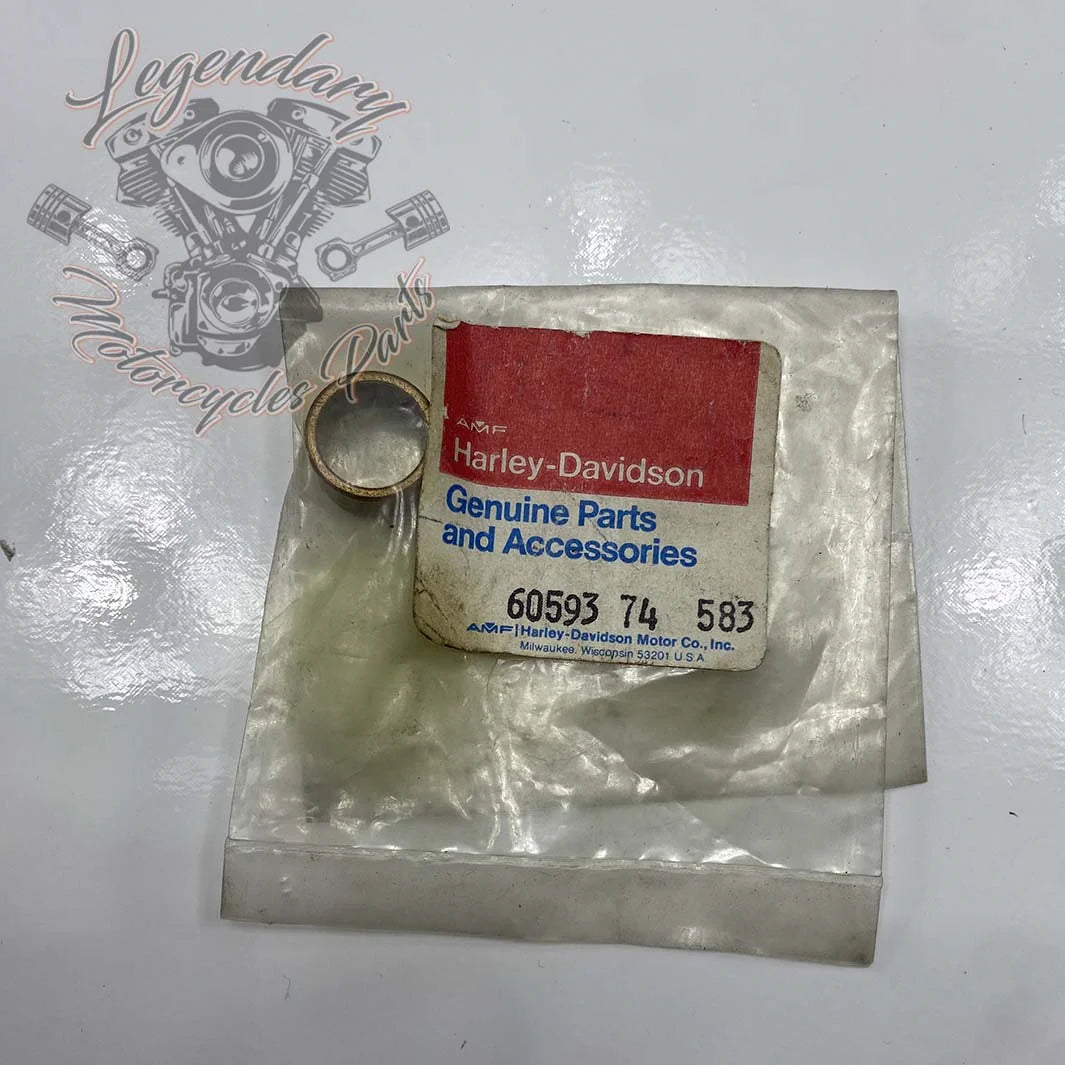 Legendary
Motorcycles Parts
AMF
Harley-Davidson
Genuine Parts
and Accessories
60593 74 583
AMF | Harley-Davidson Motor Co., Inc.
Milwaukee, Wisconsin 53201 U S A